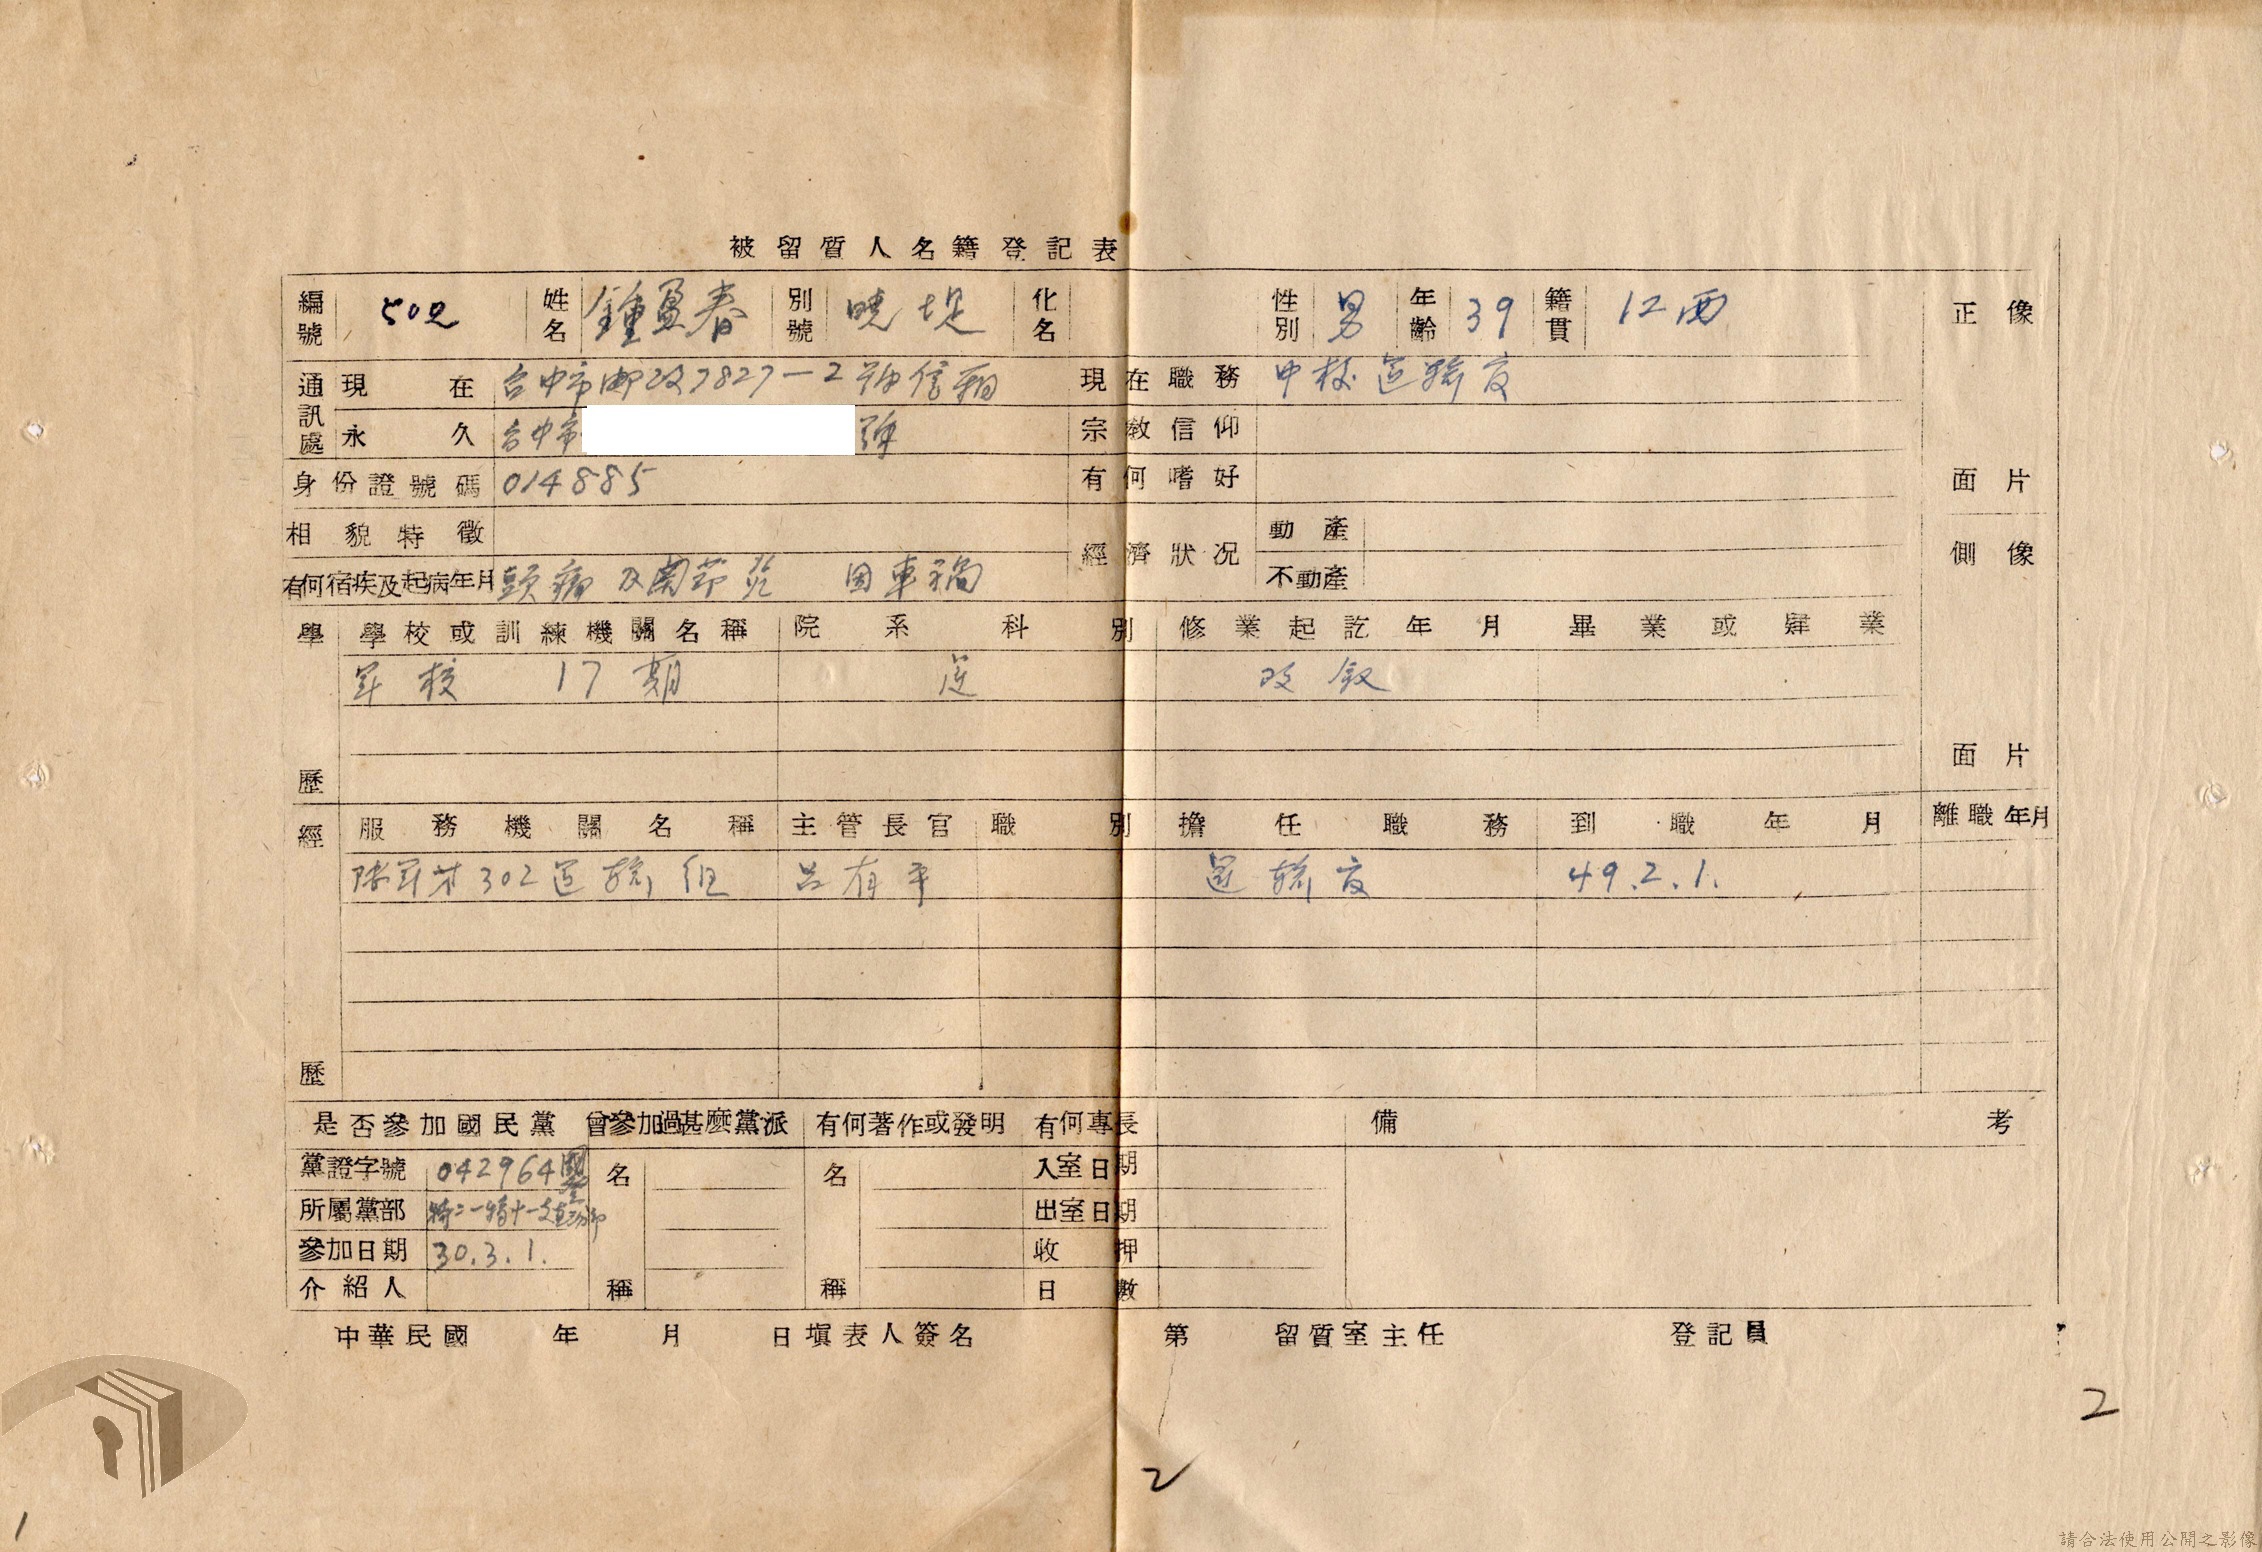 被留質人名籍登記表
編號 502 姓名 鍾盈春 別號 曉堤 化名 性別 男 年齡 39 籍貫 江西 正像
通訊處 現在 台中市郵政7827-2號信箱 現在職務 中校運輸官
永久 台中市 號 宗教信仰
身份證號碼 014885 有何嗜好 面片
相貌特徵 經濟狀況 動產 側像
有何宿疾及起病年月 頭痛及關節炎 因車禍 不動產
學歷 學校或訓練機關名稱 院系科別 修業起訖年月 畢業或肄業
軍校 17期
面片
經歷 服務機關名稱 主管長官 職別 擔任職務 到職年月 離職年月
302運輸組 呂有平 運輸官 49.2.1.
是否參加國民黨 曾參加過甚麼黨派 有何著作或發明 有何專長 備考
黨證字號 042964 名稱 名稱 入室日期
所屬黨部 出室日期
參加日期 30.3.1. 收押日數
介紹人
中華民國 年 月 日填表人簽名 第 留質室主任 登記員
2
2
1
請合法使用公開之影像